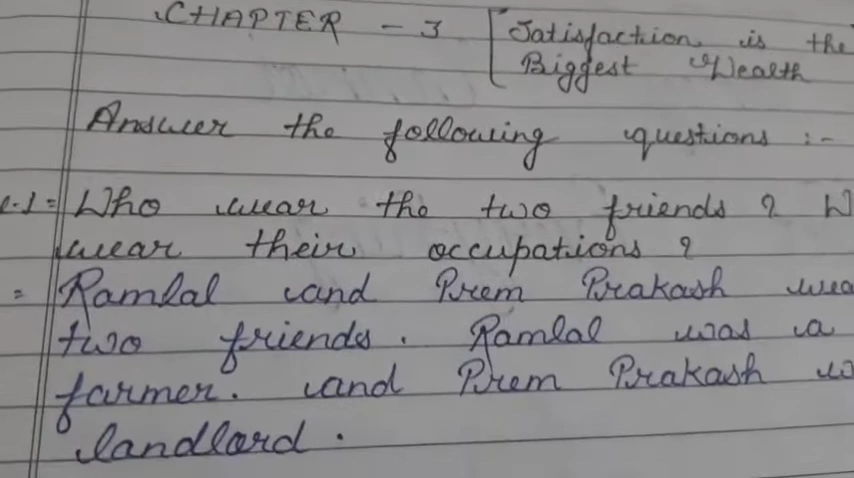 CHAPTER - 3 [Satisfaction is the
Biggest Wealth
Answer the following questions :-
Who wear the two friends ? W
wear their occupations ?
= Ramlal and Prem Prakash wea
two friends. Ramlal was a
farmer. and Prem Prakash w
landlord.